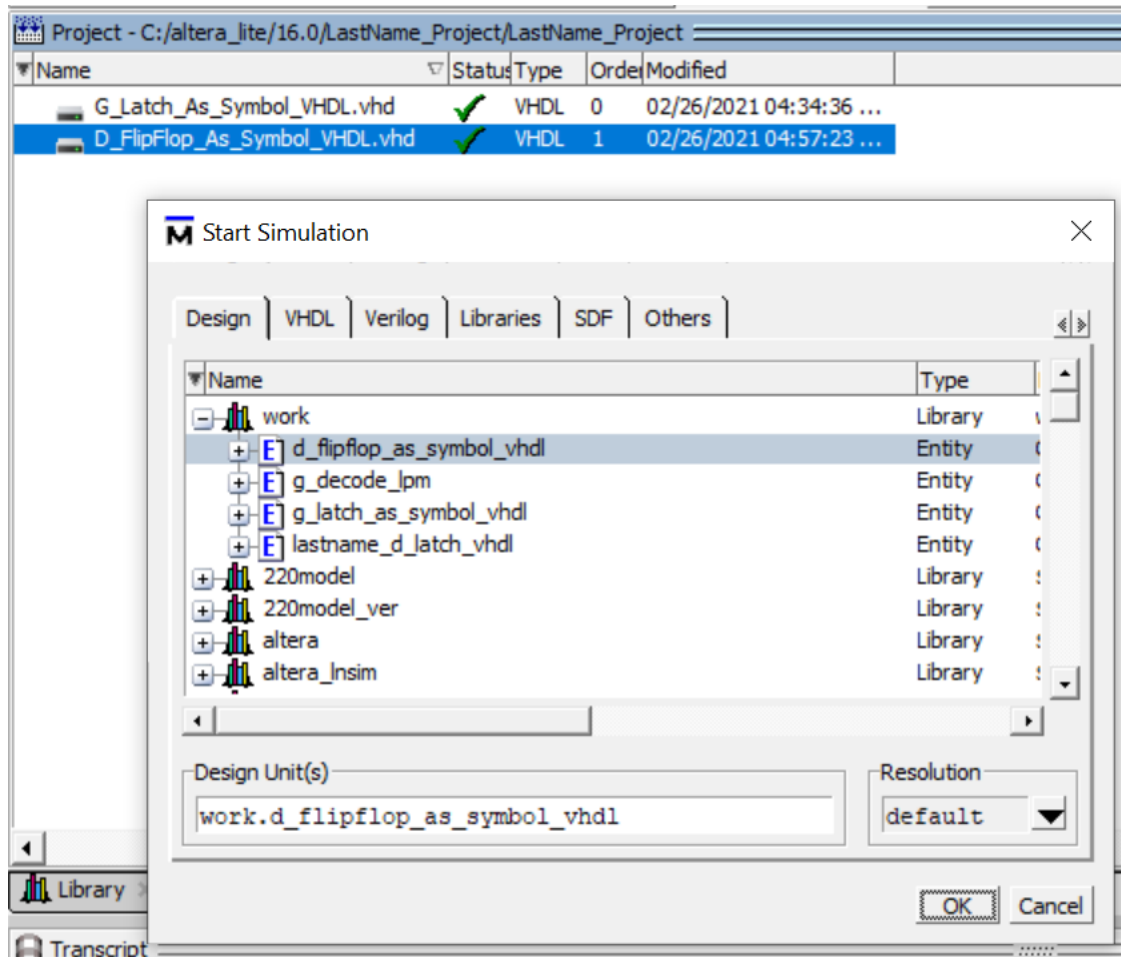 Project - C:/altera_lite/16.0/LastName_Project/LastName_Project
Name Status Type Order Modified
G_Latch_As_Symbol_VHDL.vhd VHDL 0 02/26/2021 04:34:36 ...
D_FlipFlop_As_Symbol_VHDL.vhd VHDL 1 02/26/2021 04:57:23 ...
M Start Simulation
Design VHDL Verilog Libraries SDF Others
Name Type
work Library
E d_flipflop_as_symbol_vhdl Entity
E g_decode_lpm Entity
E g_latch_as_symbol_vhdl Entity
E lastname_d_latch_vhdl Entity
220model Library
220model_ver Library
altera Library
altera_lnsim Library
Design Unit(s) Resolution
work.d_flipflop_as_symbol_vhdl default
Library
OK Cancel
Transcript